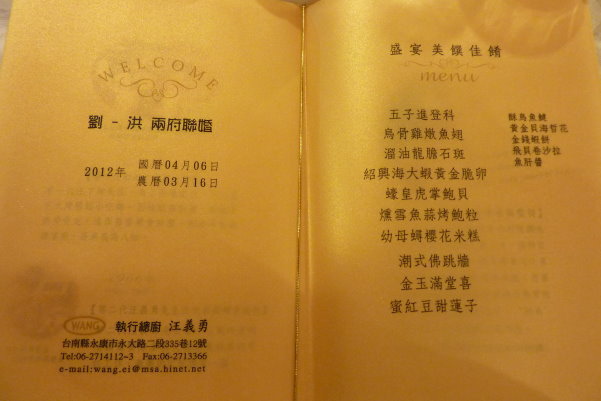 WELCOME
劉 - 洪 兩府聯婚
2012年
國曆04月06日
農曆03月16日
WANG
執行總廚 汪義勇
台南縣永康市永大路二段335巷12號
Tel:06-2714112~3 Fax:06-2713366
e-mail:wang.ei@msa.hinet.net
盛宴美饌佳餚
menu
五子進登科
烏骨雞燉魚翅
溜油龍膽石斑
紹興海大蝦黃金脆卵
蠔皇虎掌鮑貝
燻雪魚蒜烤鮑粒
幼母蟳櫻花米糕
潮式佛跳牆
金玉滿堂喜
蜜紅豆甜蓮子
酥烏魚鰾
黃金貝海哲花
金錢蝦餅
飛貝卷沙拉
魚肝醬